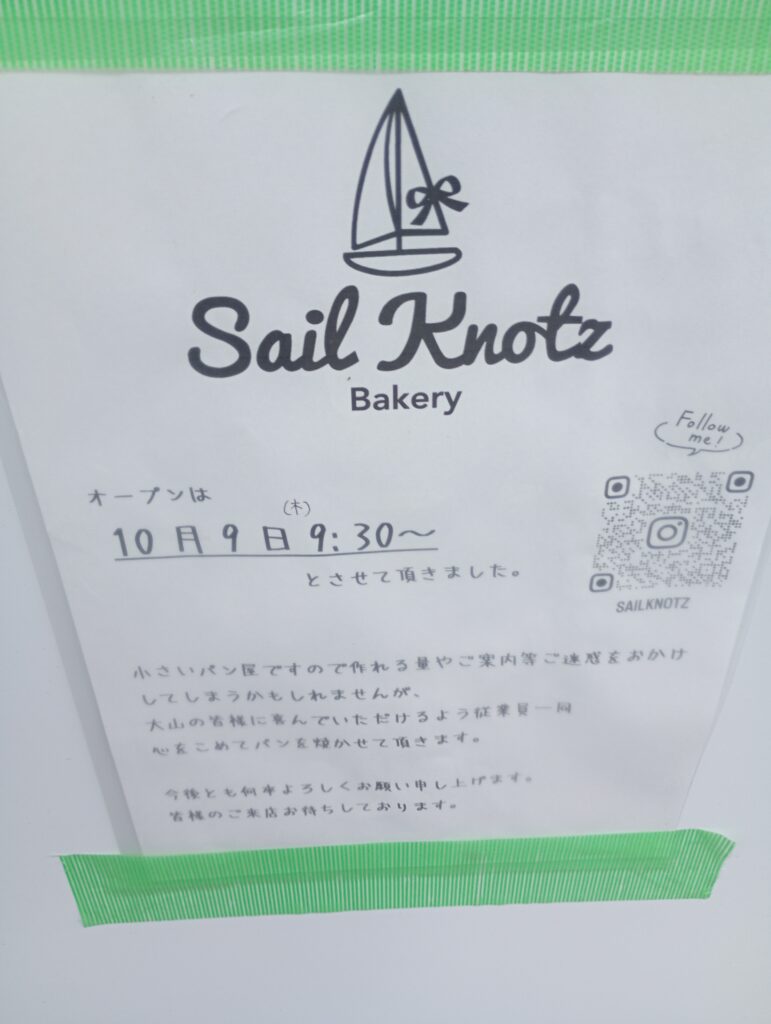 Sail Knotz
Bakery
Follow
me!
オープンは
(木)
10月9日 9:30〜
とさせて頂きました。
SAILKNOTZ
小さいパン屋ですので作れる量やご案内等ご迷惑をおかけ
してしまうかもしれませんが、
大山の皆様に喜んでいただけるよう従業員一同
心をこめてパンを焼かせて頂きます。
今後とも何卒よろしくお願い申し上げます。
皆様のご来店お待ちしております。